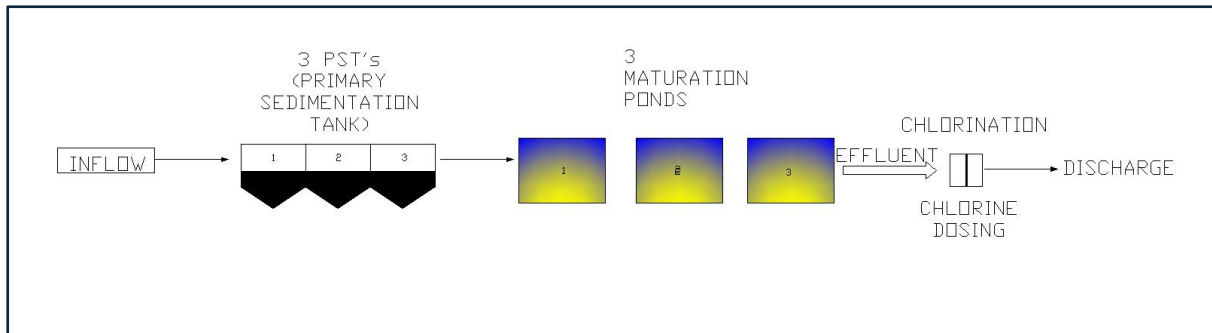 3 PST's
(PRIMARY
SEDIMENTATION
TANK)
3
MATURATION
PONDS
INFLOW
1
2
3
1
2
3
EFFLUENT
CHLORINATION
CHLORINE
DOSING
DISCHARGE